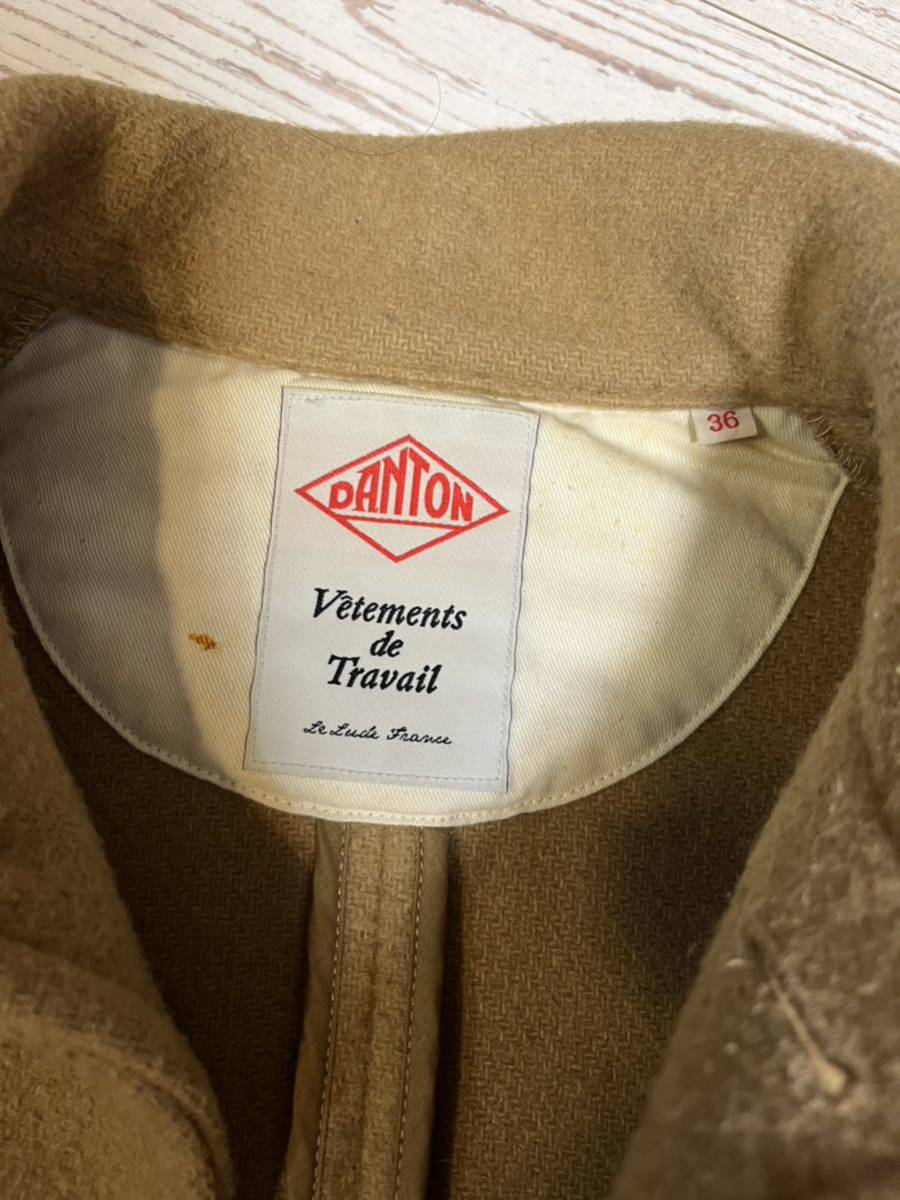 36
DANTON
Vêtements
de
Travail
Le Lude France